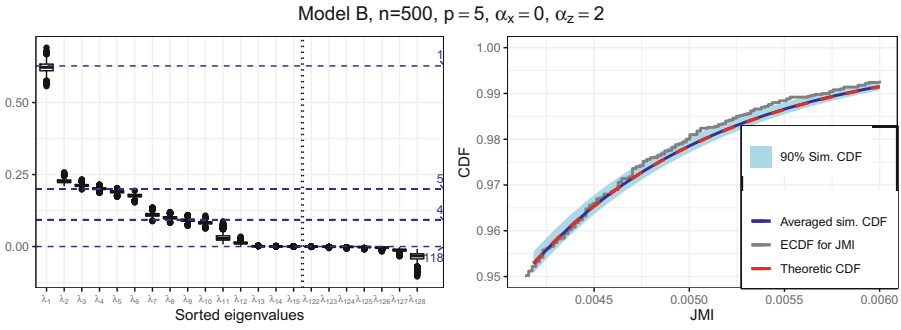 Model B, n=500, p = 5, αx = 0, αz = 2
0.50
0.25
0.00
1
5
4
118
λ1 λ2 λ3 λ4 λ5 λ6 λ7 λ8 λ9 λ10 λ11 λ12 λ13 λ14 λ15 λ122 λ123 λ124 λ125 λ126 λ127 λ128
Sorted eigenvalues
CDF
1.00
0.99
0.98
0.97
0.96
0.95
90% Sim. CDF
Averaged sim. CDF
ECDF for JMI
Theoretic CDF
0.0045 0.0050 0.0055 0.0060
JMI